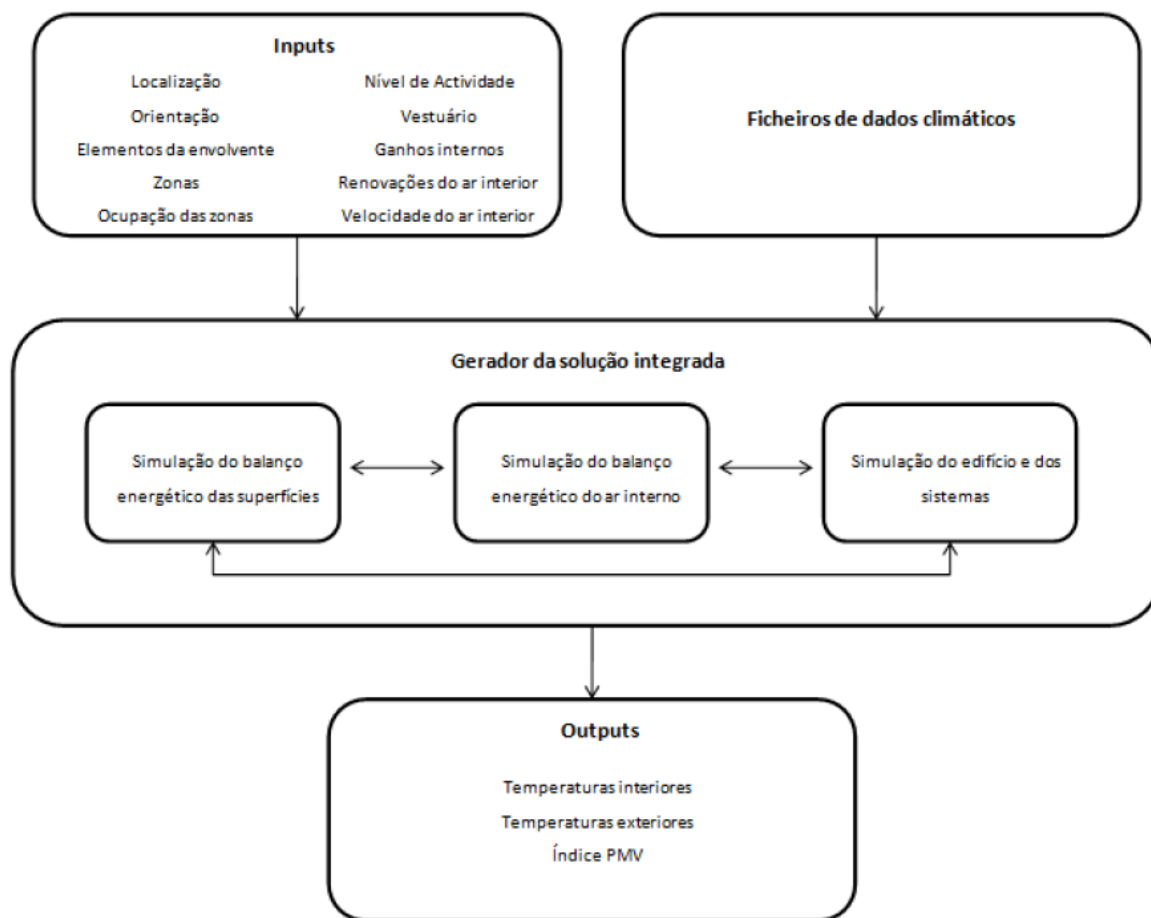 Inputs
Localização
Nível de Actividade
Orientação
Vestuário
Elementos da envolvente
Ganhos internos
Zonas
Renovações do ar interior
Ocupação das zonas
Velocidade do ar interior
Ficheiros de dados climáticos
Gerador da solução integrada
Simulação do balanço
energético das superfícies
Simulação do balanço
energético do ar interno
Simulação do edifício e dos
sistemas
Outputs
Temperaturas interiores
Temperaturas exteriores
Índice PMV